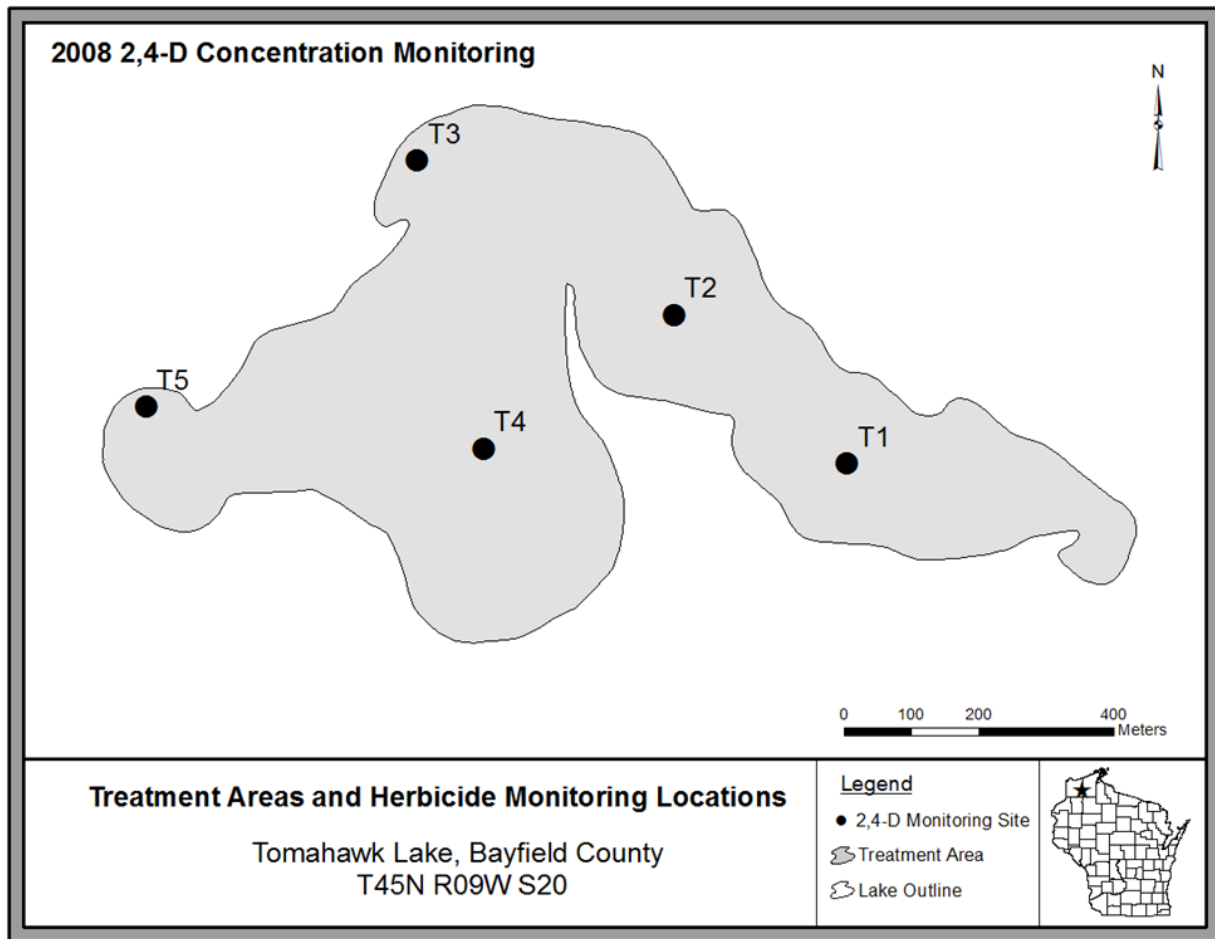 2008 2,4-D Concentration Monitoring
N
T3
T2
T5
T4
T1
0 100 200 400
Meters
Treatment Areas and Herbicide Monitoring Locations
Tomahawk Lake, Bayfield County
T45N R09W S20
Legend
2,4-D Monitoring Site
Treatment Area
Lake Outline